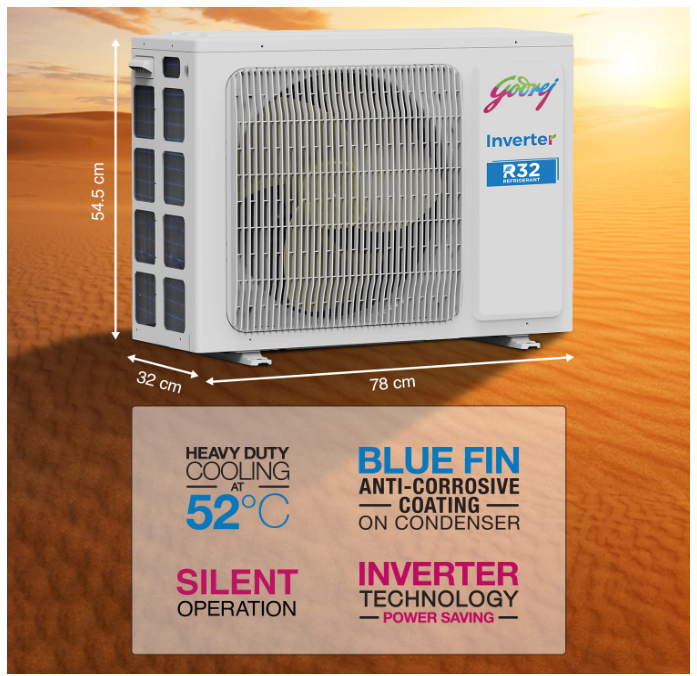 54.5 cm
Godrej
Inverter
R32
REFRIGERANT
32 cm
78 cm
HEAVY DUTY
COOLING
AT
52°C
BLUE FIN
ANTI-CORROSIVE
COATING
ON CONDENSER
SILENT
OPERATION
INVERTER
TECHNOLOGY
POWER SAVING